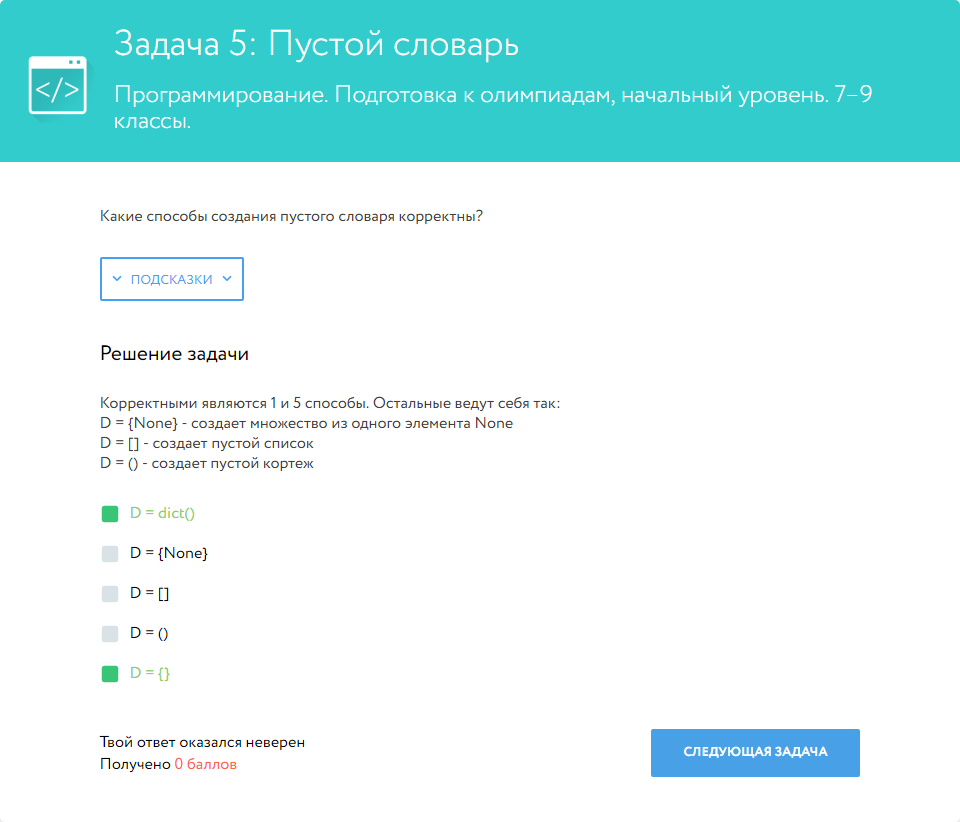 Задача 5: Пустой словарь
</>
Программирование. Подготовка к олимпиадам, начальный уровень. 7–9
классы.
Какие способы создания пустого словаря корректны?
ПОДСКАЗКИ
Решение задачи
Корректными являются 1 и 5 способы. Остальные ведут себя так:
D = {None} - создает множество из одного элемента None
D = [] - создает пустой список
D = () - создает пустой кортеж
D = dict()
D = {None}
D = []
D = ()
D = {}
Твой ответ оказался неверен
Получено 0 баллов
СЛЕДУЮЩАЯ ЗАДАЧА